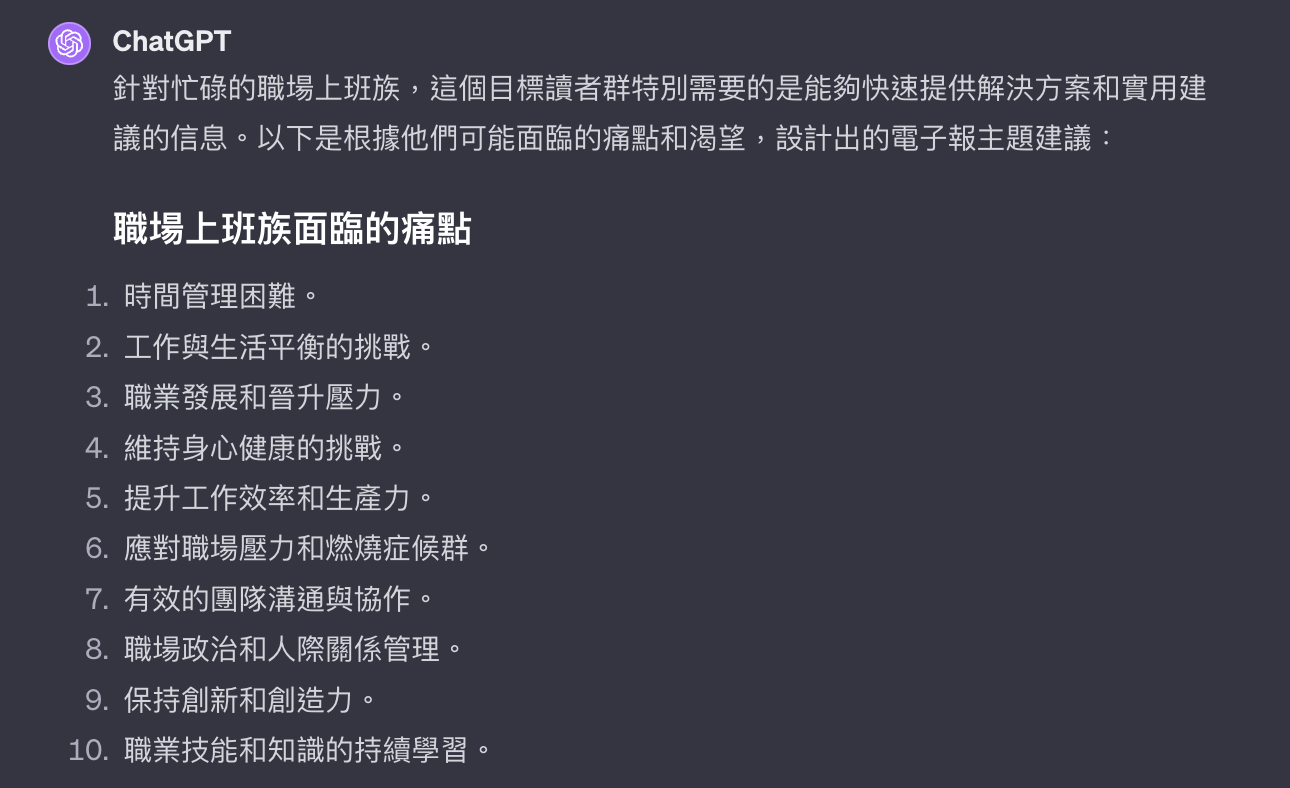 ChatGPT
針對忙碌的職場上班族，這個目標讀者群特別需要的是能夠快速提供解決方案和實用建
議的信息。以下是根據他們可能面臨的痛點和渴望，設計出的電子報主題建議：
職場上班族面臨的痛點
1. 時間管理困難。
2. 工作與生活平衡的挑戰。
3. 職業發展和晉升壓力。
4. 維持身心健康的挑戰。
5. 提升工作效率和生產力。
6. 應對職場壓力和燃燒症候群。
7. 有效的團隊溝通與協作。
8. 職場政治和人際關係管理。
9. 保持創新和創造力。
10. 職業技能和知識的持續學習。